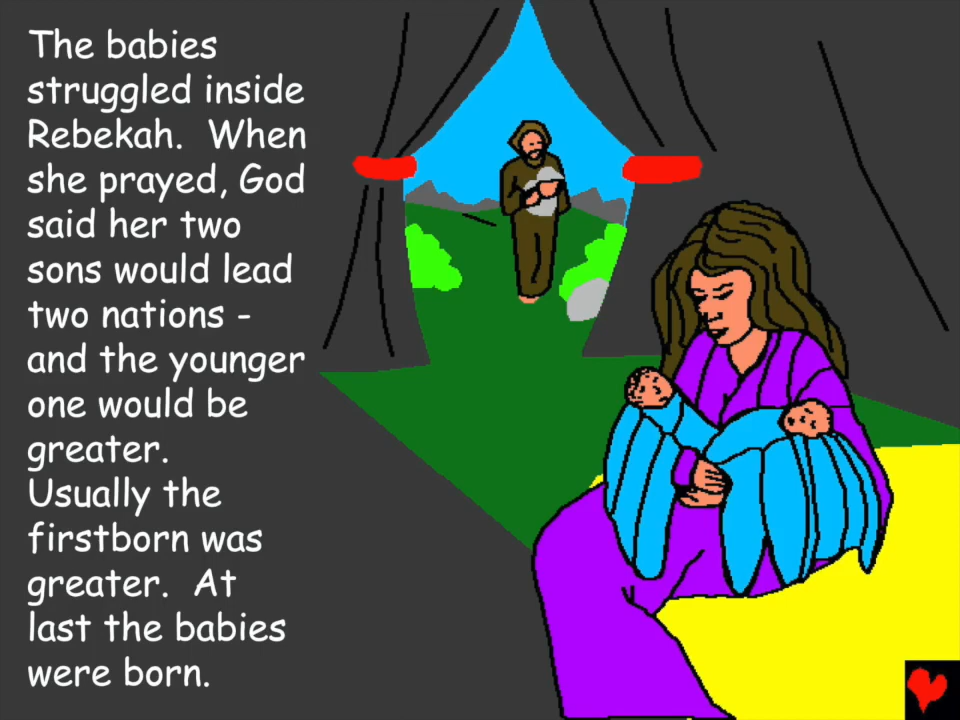 The babies
struggled inside
Rebekah.  When
she prayed, God
said her two
sons would lead
two nations -
and the younger
one would be
greater.
Usually the
firstborn was
greater.  At
last the babies
were born.